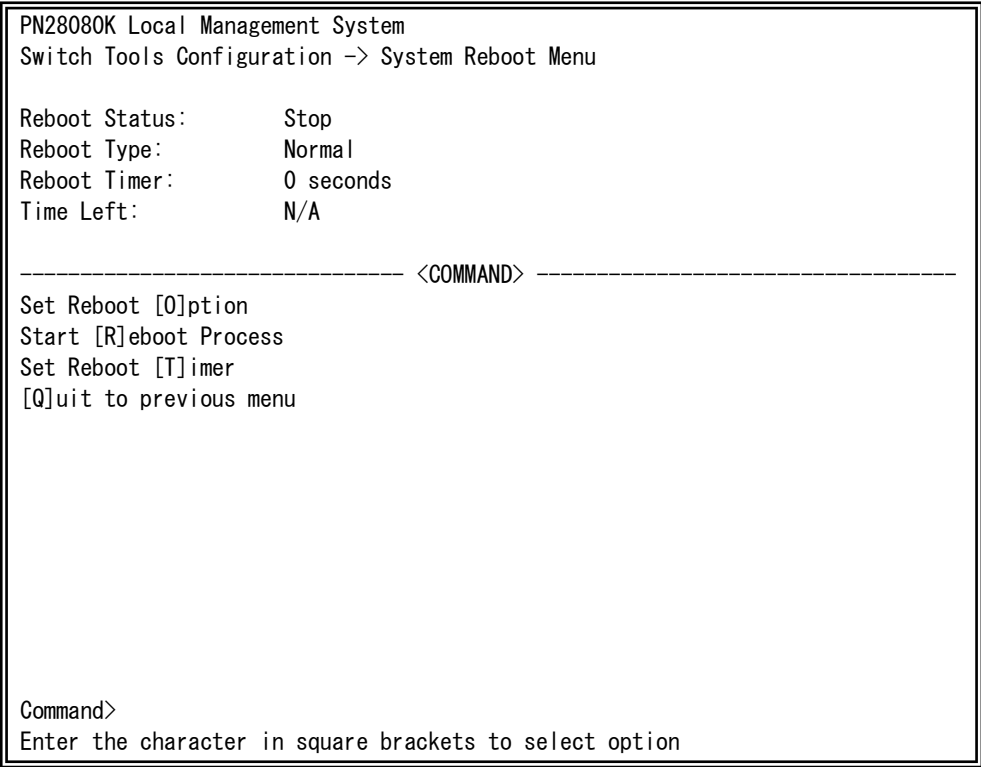 PN28080K Local Management System
Switch Tools Configuration -> System Reboot Menu
Reboot Status: Stop
Reboot Type: Normal
Reboot Timer: 0 seconds
Time Left: N/A
-------------------------------- <COMMAND> -----------------------------------
Set Reboot [O]ption
Start [R]eboot Process
Set Reboot [T]imer
[Q]uit to previous menu
Command>
Enter the character in square brackets to select option